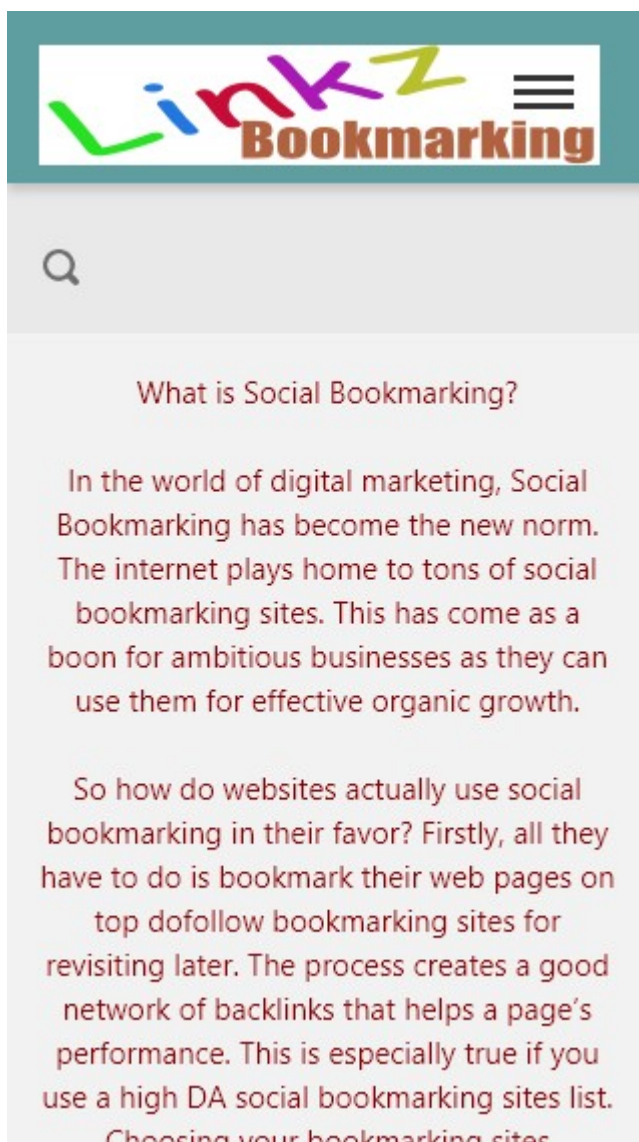 Linkz
Bookmarking
What is Social Bookmarking?
In the world of digital marketing, Social
Bookmarking has become the new norm.
The internet plays home to tons of social
bookmarking sites. This has come as a
boon for ambitious businesses as they can
use them for effective organic growth.
So how do websites actually use social
bookmarking in their favor? Firstly, all they
have to do is bookmark their web pages on
top dofollow bookmarking sites for
revisiting later. The process creates a good
network of backlinks that helps a page’s
performance. This is especially true if you
use a high DA social bookmarking sites list.
Choosing your bookmarking sites